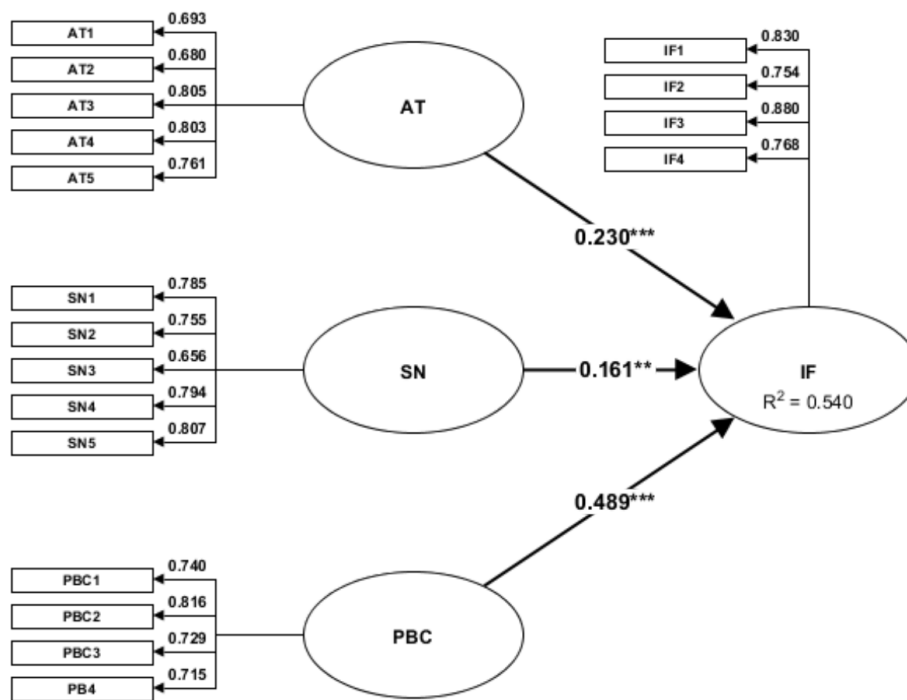 0.693
AT1
0.680
AT2
0.805
AT3
0.803
AT4
0.761
AT5
AT
0.830
IF1
0.754
IF2
0.880
IF3
0.768
IF4
0.230***
0.785
SN1
0.755
SN2
0.656
SN3
0.794
SN4
0.807
SN5
SN
0.161**
IF
R² = 0.540
0.489***
0.740
PBC1
0.816
PBC2
0.729
PBC3
0.715
PB4
PBC